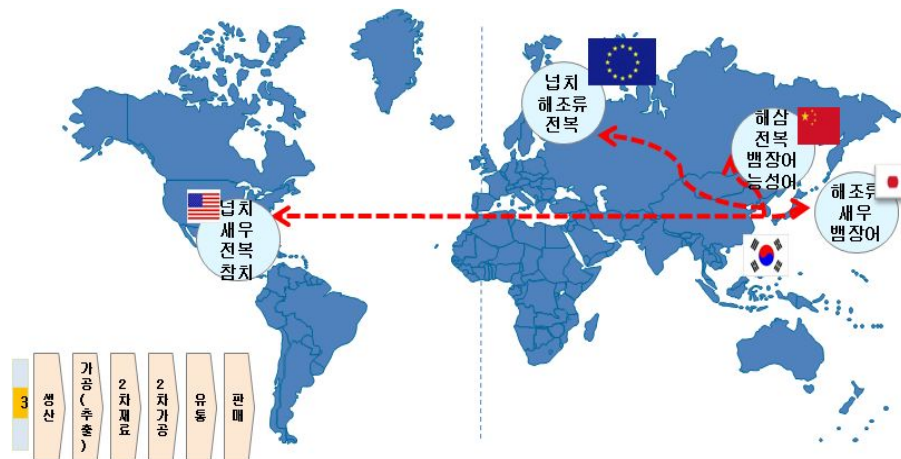 넙치
해조류
전복
해삼
전복
뱀장어
능성어
해조류
새우
뱀장어
넙치
새우
전복
참치
3
생산
가공(추출)
2차재료
2차가공
유통
판매